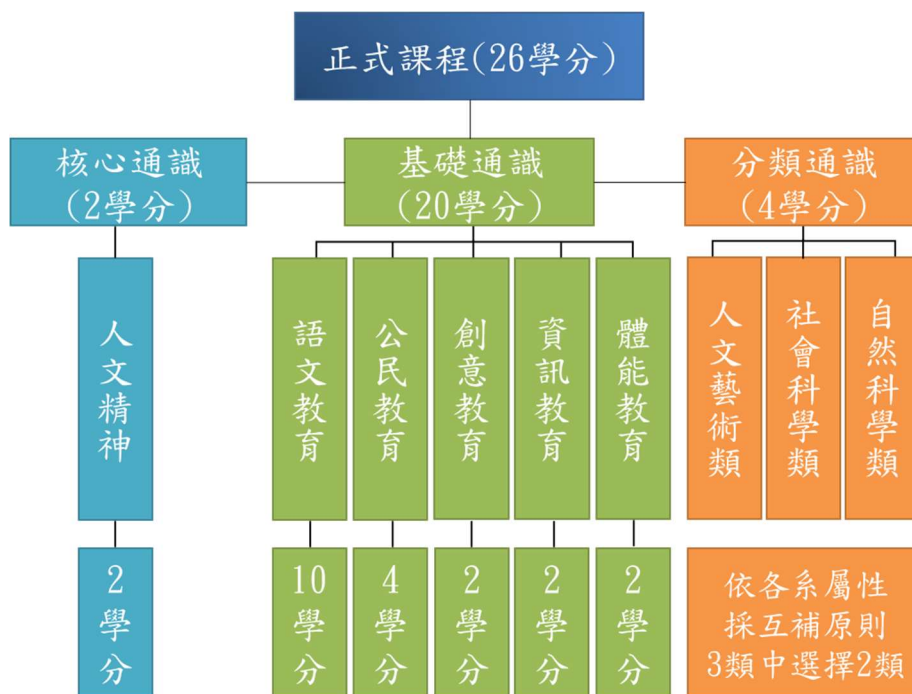 正式課程(26學分)
核心通識
(2學分)
基礎通識
(20學分)
分類通識
(4學分)
人文精神
語文教育
公民教育
創意教育
資訊教育
體能教育
人文藝術類
社會科學類
自然科學類
2學分
10學分
4學分
2學分
2學分
2學分
依各系屬性
採互補原則
3類中選擇2類